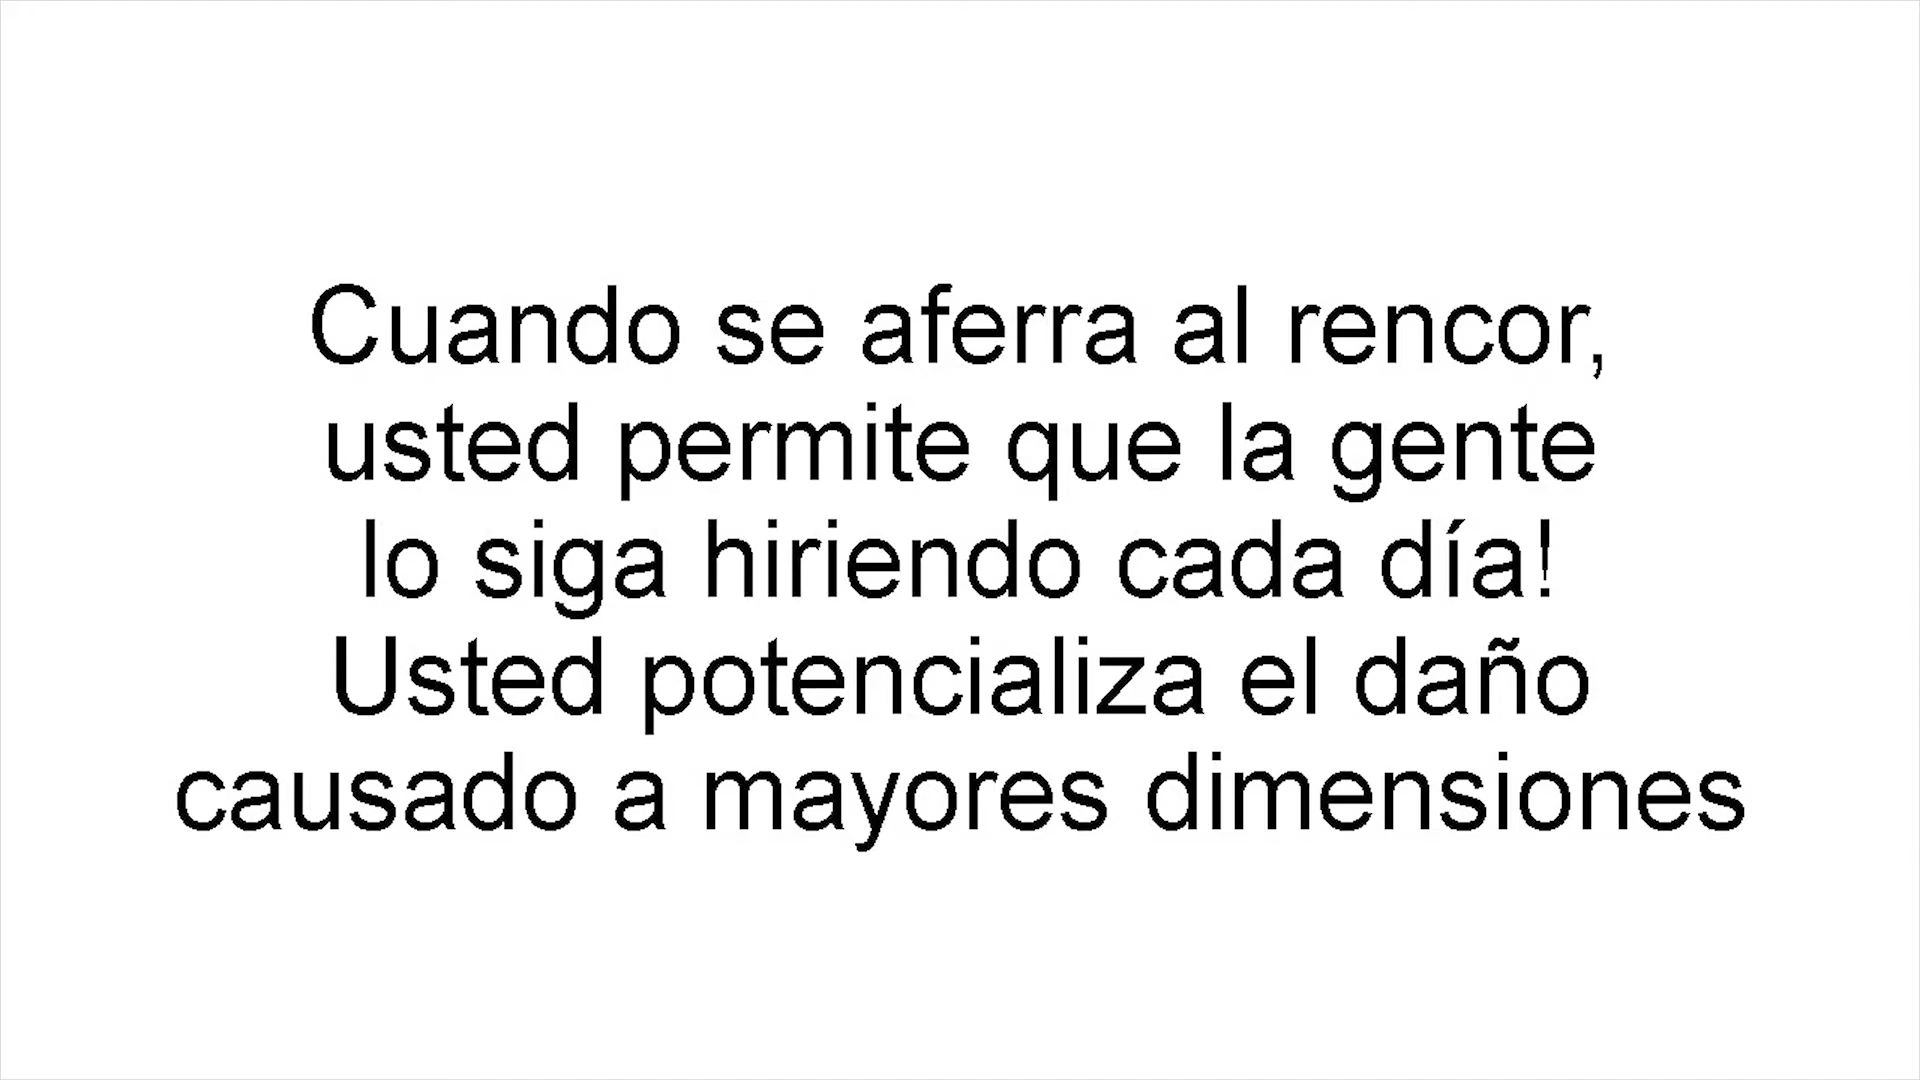 Cuando se aferra al rencor,
usted permite que la gente
lo siga hiriendo cada día!
Usted potencializa el daño
causado a mayores dimensiones